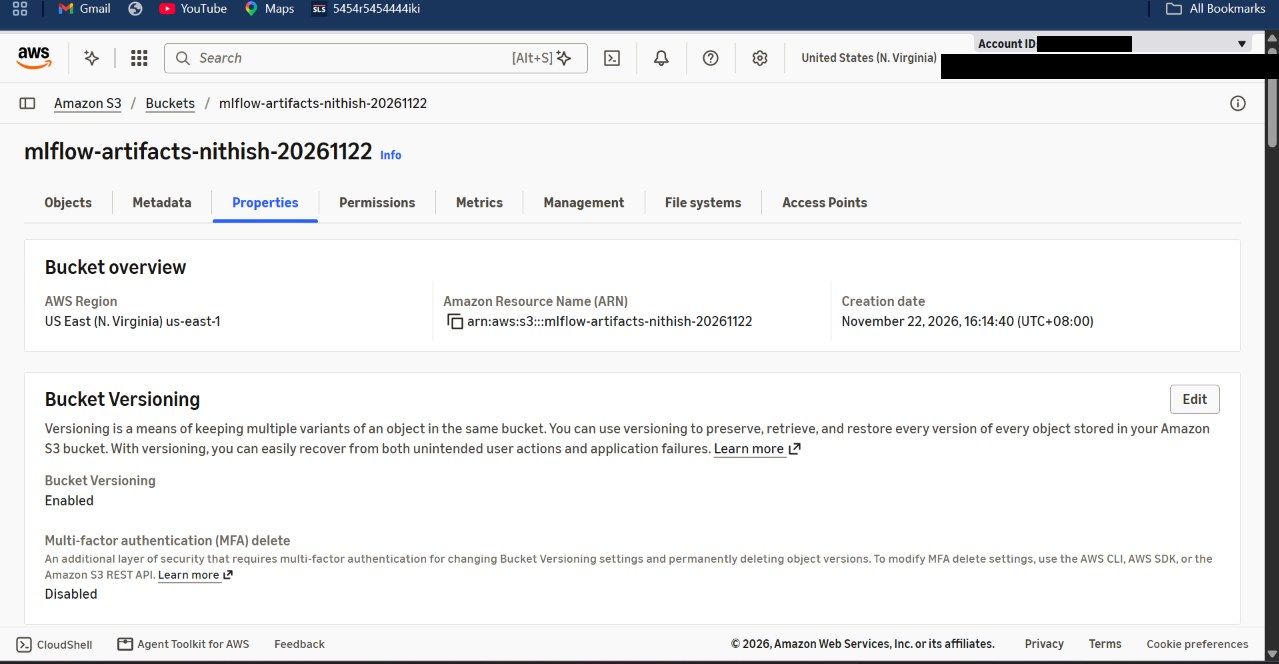 Gmail YouTube Maps SLS 5454r5454444iki All Bookmarks
Account ID
aws Search [Alt+S] United States (N. Virginia)
Amazon S3 / Buckets / mlflow-artifacts-nithish-20261122
mlflow-artifacts-nithish-20261122 Info
Objects Metadata Properties Permissions Metrics Management File systems Access Points
Bucket overview
AWS Region Amazon Resource Name (ARN) Creation date
US East (N. Virginia) us-east-1 arn:aws:s3:::mlflow-artifacts-nithish-20261122 November 22, 2026, 16:14:40 (UTC+08:00)
Bucket Versioning Edit
Versioning is a means of keeping multiple variants of an object in the same bucket. You can use versioning to preserve, retrieve, and restore every version of every object stored in your Amazon
S3 bucket. With versioning, you can easily recover from both unintended user actions and application failures. Learn more
Bucket Versioning
Enabled
Multi-factor authentication (MFA) delete
An additional layer of security that requires multi-factor authentication for changing Bucket Versioning settings and permanently deleting object versions. To modify MFA delete settings, use the AWS CLI, AWS SDK, or the
Amazon S3 REST API. Learn more
Disabled
CloudShell Agent Toolkit for AWS Feedback © 2026, Amazon Web Services, Inc. or its affiliates. Privacy Terms Cookie preferences